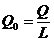 Q₀ = Q/L